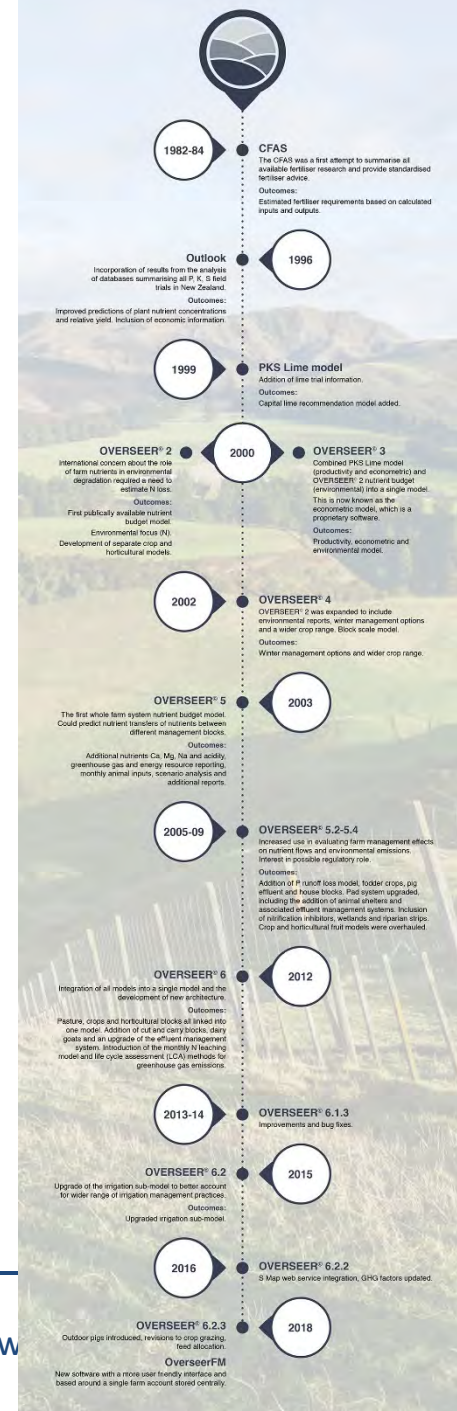 1982-84
CFAS
The CFAS was a first attempt to summarise all
available fertiliser research and provide standardised
fertiliser advice.
Outcomes:
Estimated fertiliser requirements based on calculated
inputs and outputs.
1996
Outlook
Incorporation of results from the analysis
of databases summarising all P, K, S field
trials in New Zealand.
Outcomes:
Improved predictions of plant nutrient concentrations
and relative yield. Inclusion of economic information.
1999
PKS Lime model
Addition of lime trial information.
Outcomes:
Capital lime recommendation model added.
2000
OVERSEER® 2
International concern about the role
of farm nutrients in environmental
degradation required a need to
estimate N loss.
Outcomes:
First publically available nutrient
budget model.
Environmental focus (N).
Development of separate crop and
horticultural models.
OVERSEER® 3
Combined PKS Lime model
(productivity and econometric) and
OVERSEER® 2 nutrient budget
(environmental) into a single model.
This is now known as the
econometric model, which is a
proprietary software.
Outcomes:
Productivity, econometric and
environmental model.
2002
OVERSEER® 4
OVERSEER® 2 was expanded to include
environmental reports, winter management options
and a wider crop range. Block scale model.
Outcomes:
Winter management options and wider crop range.
2003
OVERSEER® 5
The first whole farm system nutrient budget model.
Could predict nutrient transfers of nutrients between
different management blocks.
Outcomes:
Additional nutrients Ca, Mg, Na and acidity,
greenhouse gas and energy resource reporting,
monthly animal inputs, scenario analysis and
additional reports.
2005-09
OVERSEER® 5.2-5.4
Increased use in evaluating farm management effects
on nutrient flows and environmental emissions.
Interest in possible regulatory role.
Outcomes:
Addition of P runoff loss model, fodder crops, pig
effluent and house blocks. Pad system upgraded,
including the addition of animal shelters and
associated effluent management systems. Inclusion
of nitrification inhibitors, wetlands and riparian strips.
Crop and horticultural fruit models were overhauled
2012
OVERSEER® 6
Integration of all models into a single model and the
development of new architecture.
Outcomes:
Pasture, crops and horticultural blocks all linked into
one model. Addition of cut and carry blocks, dairy
goats and an upgrade of the effluent management
system. Introduction of the monthly N leaching
model and life cycle assessment (LCA) methods for
greenhouse gas emissions.
2013-14
OVERSEER® 6.1.3
Improvements and bug fixes.
2015
OVERSEER® 6.2
Upgrade of the irrigation sub-model to better account
for wider range of irrigation management practices.
Outcomes:
Upgraded irrigation sub-model.
2016
OVERSEER® 6.2.2
S Map web service integration, GHG factors updated.
2018
OVERSEER® 6.2.3
Outdoor pigs introduced, revisions to crop grazing,
feed allocation.
OverseerFM
New software with a more user friendly interface and
based around a single farm account stored centrally.
w